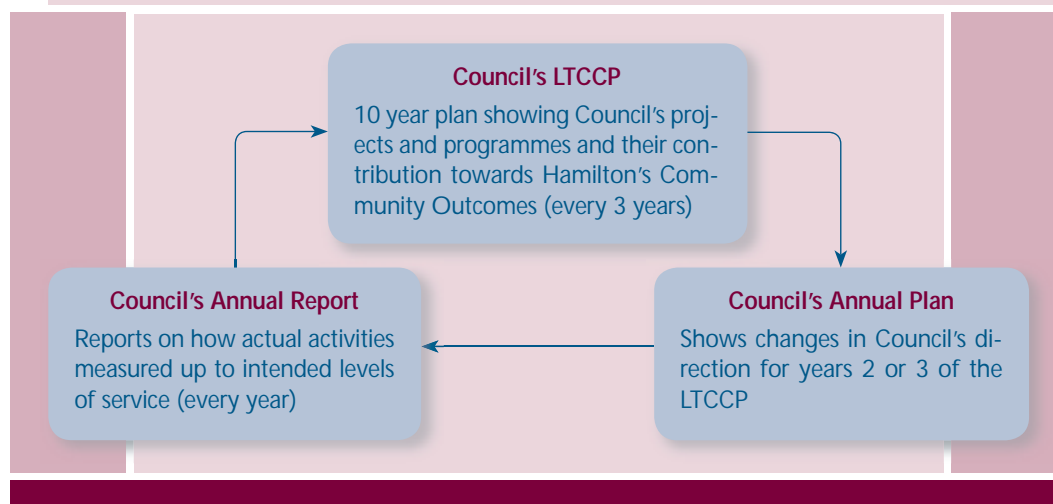 Council's LTCCP
10 year plan showing Council's proj-
ects and programmes and their con-
tribution towards Hamilton's Com-
munity Outcomes (every 3 years)
Council's Annual Report
Reports on how actual activities
measured up to intended levels
of service (every year)
Council's Annual Plan
Shows changes in Council's di-
rection for years 2 or 3 of the
LTCCP